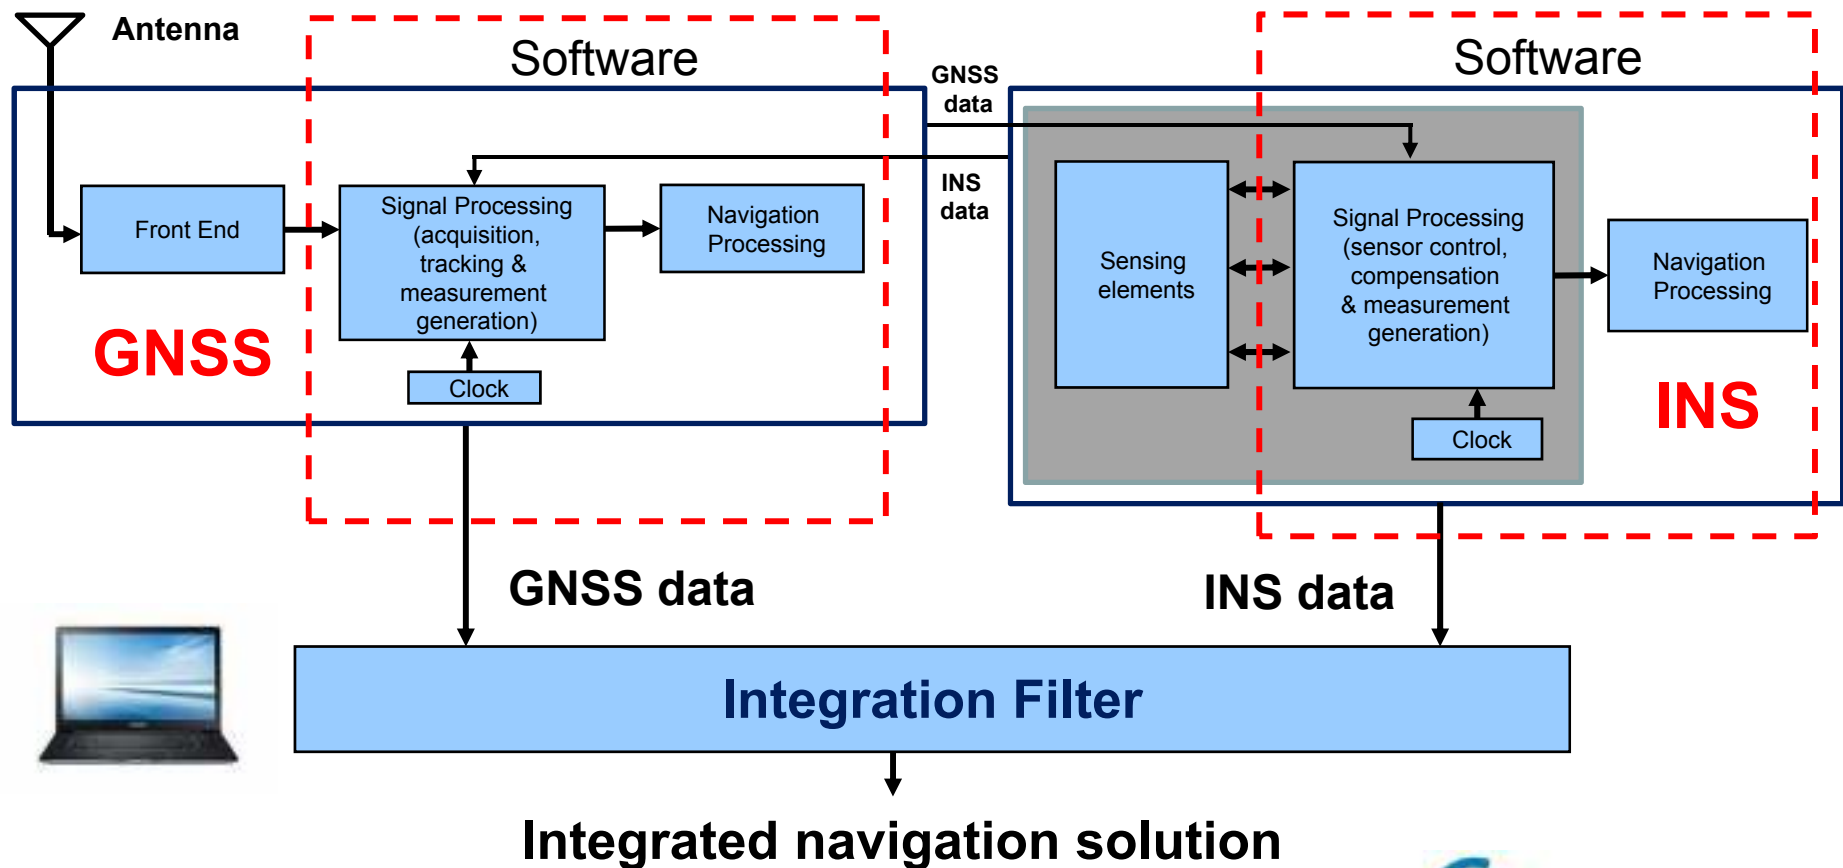 Antenna
Software
Software
GNSS
data
INS
data
Front End
Signal Processing
(acquisition,
tracking &
measurement
generation)
Navigation
Processing
Clock
GNSS
Sensing
elements
Signal Processing
(sensor control,
compensation
& measurement
generation)
Navigation
Processing
Clock
INS
GNSS data
INS data
Integration Filter
Integrated navigation solution